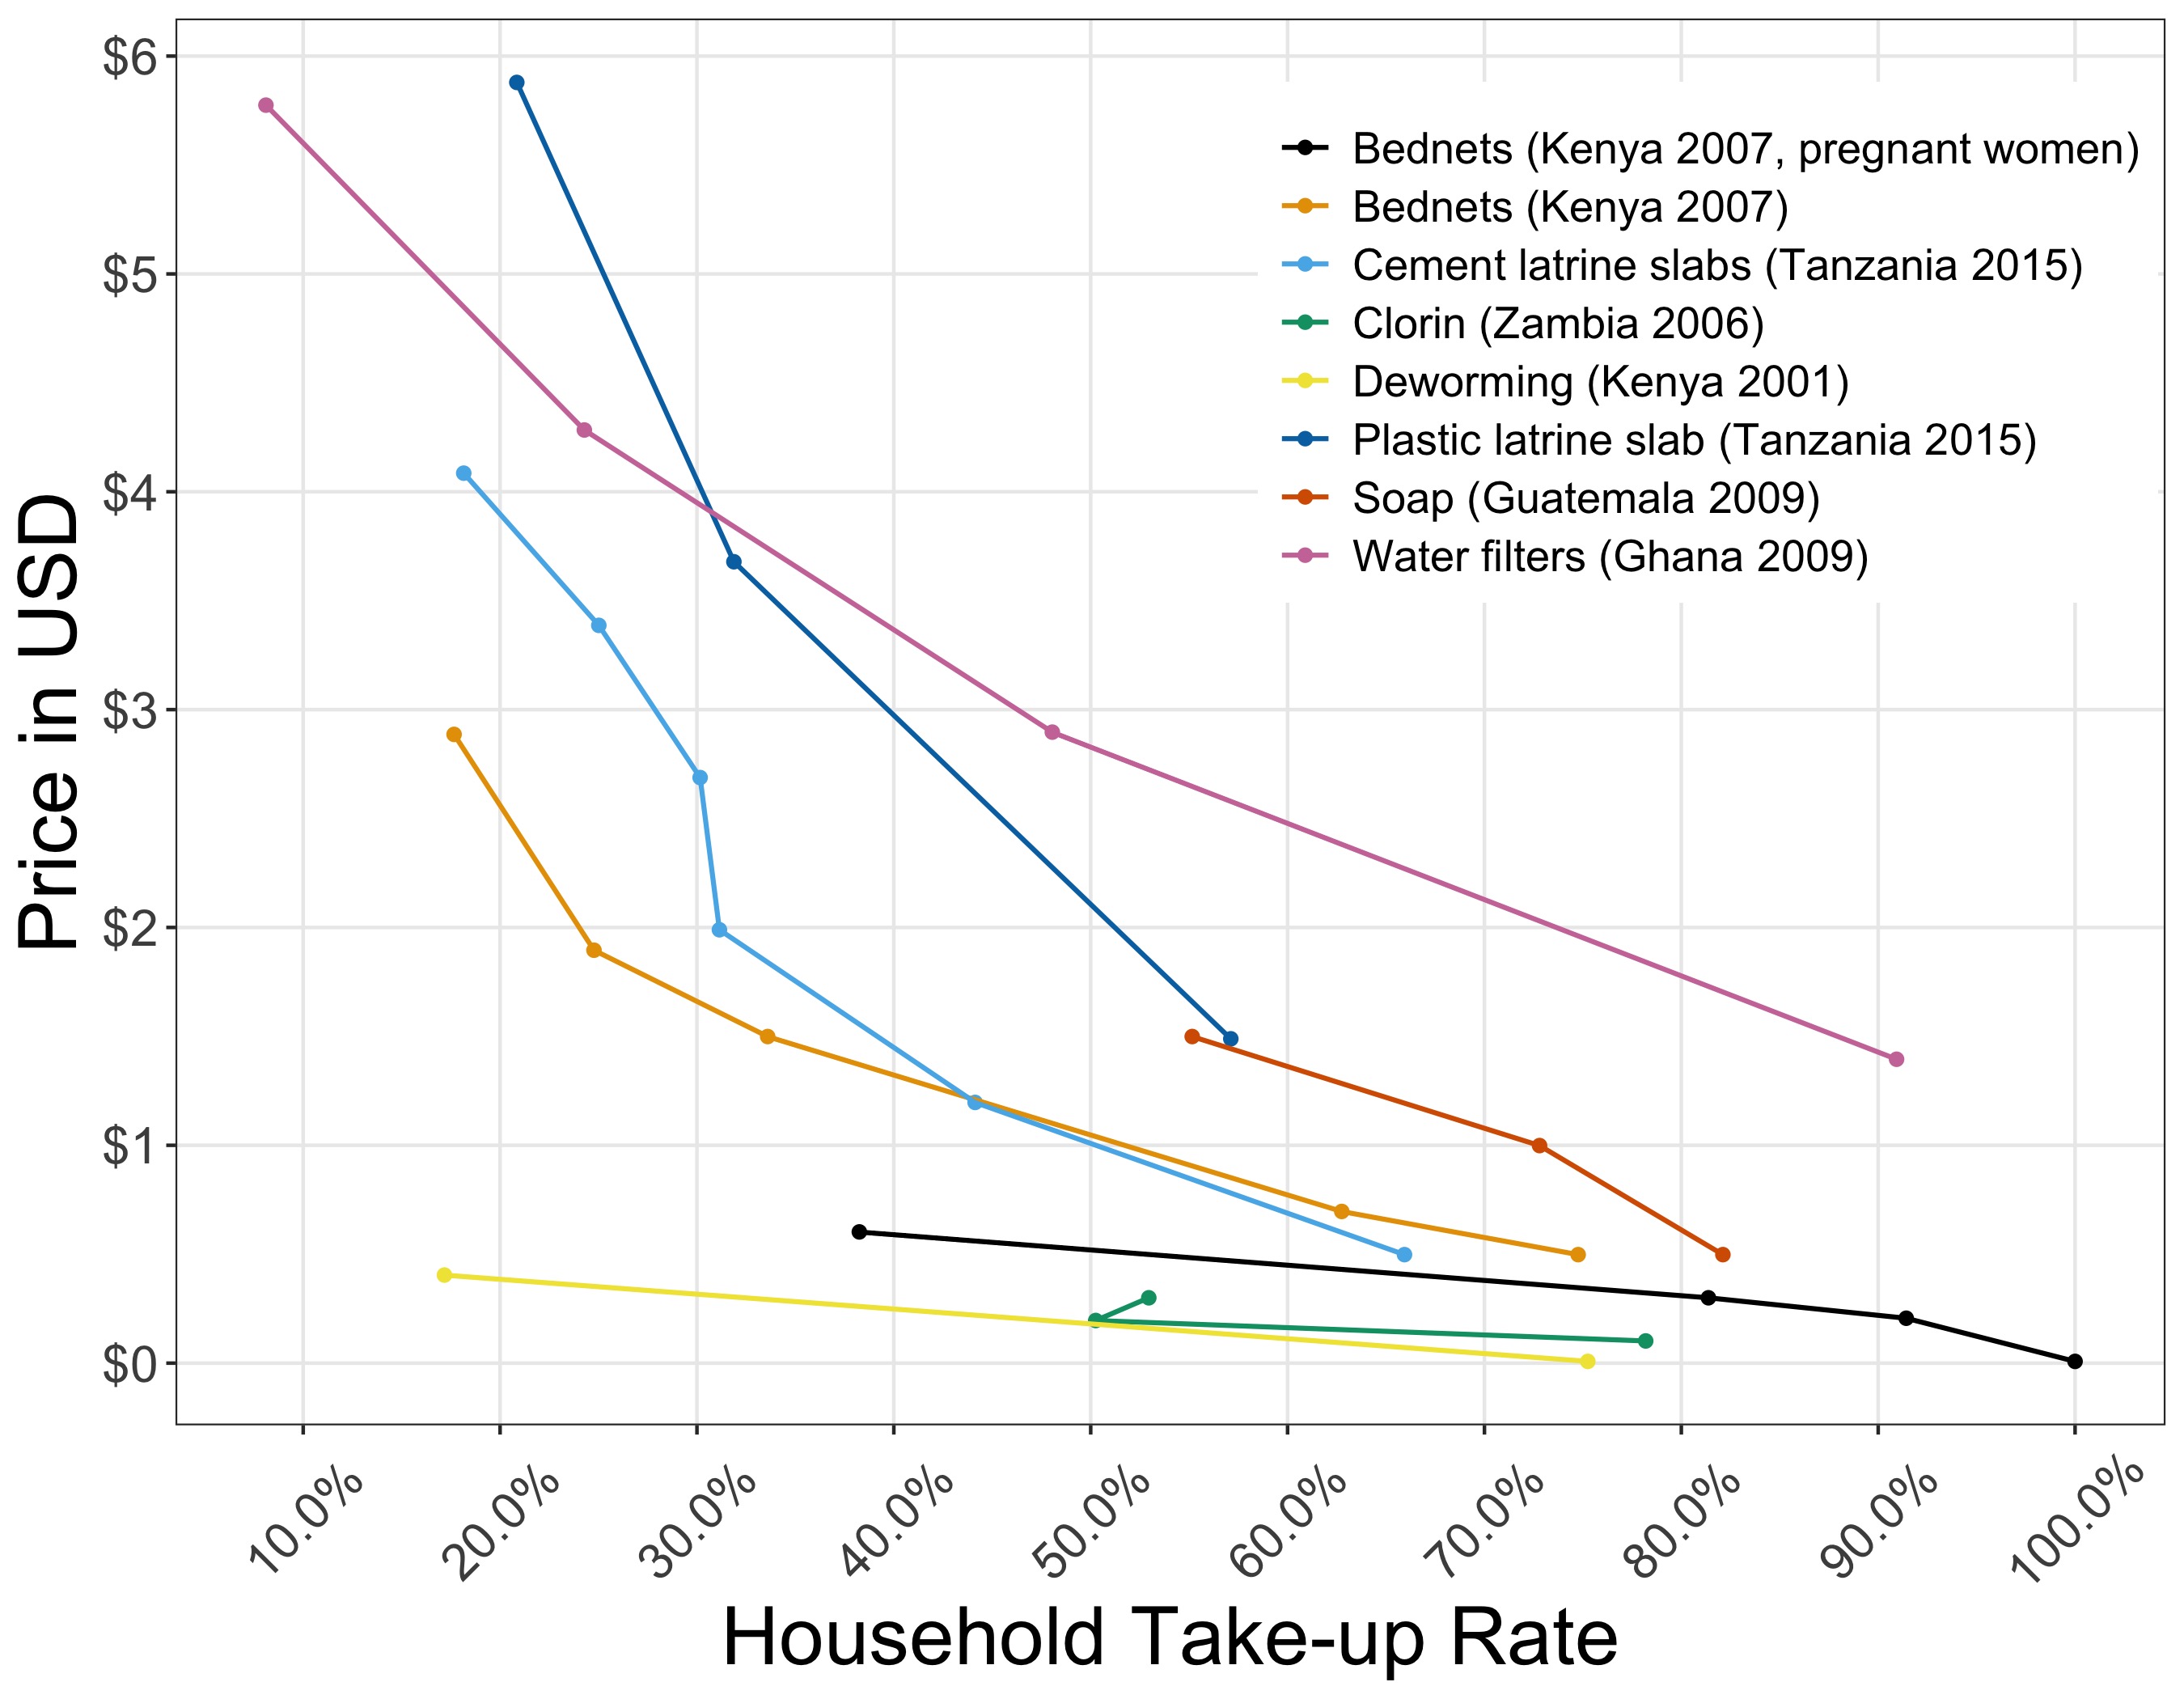 $6
$5
$4
$3
$2
$1
$0
Price in USD
Bednets (Kenya 2007, pregnant women)
Bednets (Kenya 2007)
Cement latrine slabs (Tanzania 2015)
Clorin (Zambia 2006)
Deworming (Kenya 2001)
Plastic latrine slab (Tanzania 2015)
Soap (Guatemala 2009)
Water filters (Ghana 2009)
10.0%
20.0%
30.0%
40.0%
50.0%
60.0%
70.0%
80.0%
90.0%
100.0%
Household Take-up Rate